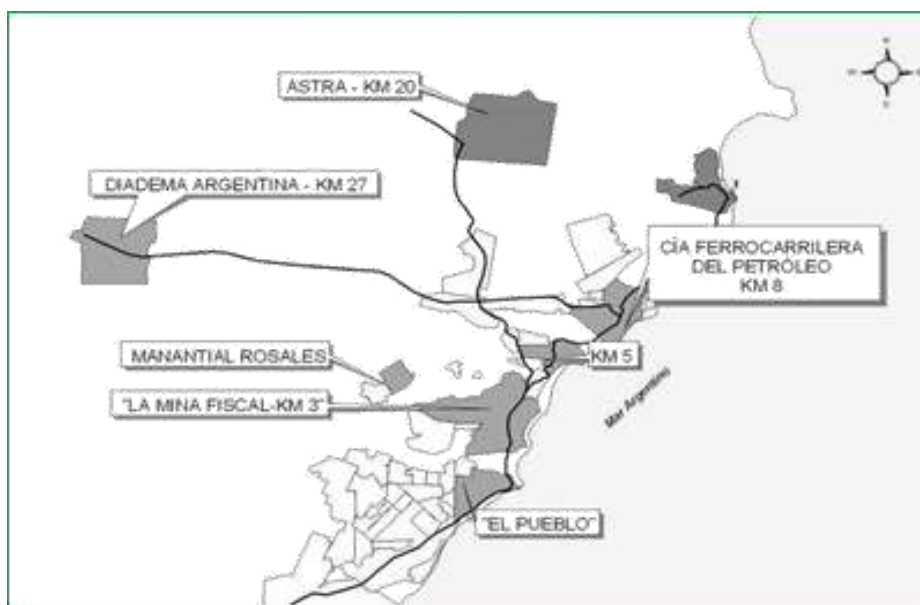 ASTRA - KM 20
DIADEMA ARGENTINA - KM 27
CÍA FERROCARRILERA
DEL PETRÓLEO
KM 8
MANANTIAL ROSALES
KM 5
"LA MINA FISCAL-KM 3"
Mar Argentino
"EL PUEBLO"